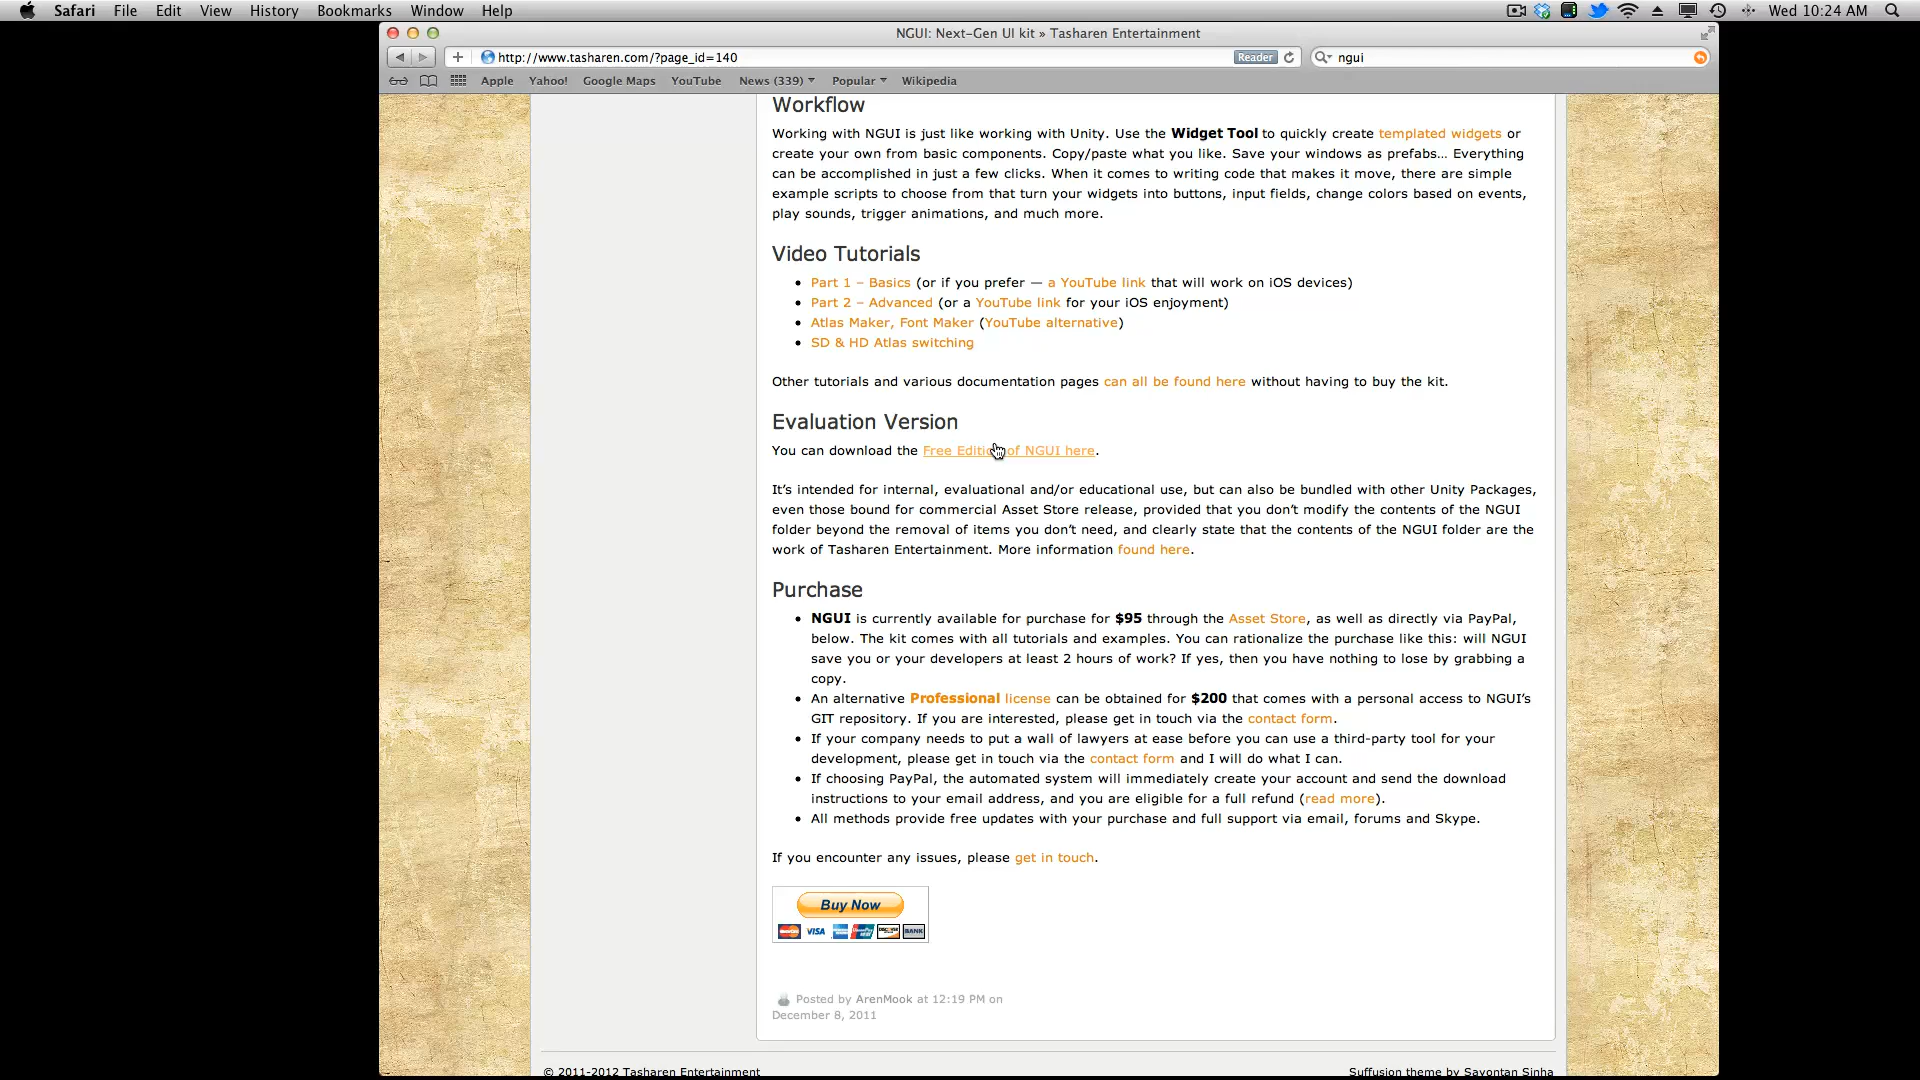 Safari File Edit View History Bookmarks Window Help Wed 10:24 AM
NGUI: Next-Gen UI kit » Tasharen Entertainment
http://www.tasharen.com/?page_id=140 Reader ngui
Apple Yahoo! Google Maps YouTube News (339) Popular Wikipedia
Workflow
Working with NGUI is just like working with Unity. Use the Widget Tool to quickly create templated widgets or
create your own from basic components. Copy/paste what you like. Save your windows as prefabs... Everything
can be accomplished in just a few clicks. When it comes to writing code that makes it move, there are simple
example scripts to choose from that turn your widgets into buttons, input fields, change colors based on events,
play sounds, trigger animations, and much more.
Video Tutorials
• Part 1 – Basics (or if you prefer — a YouTube link that will work on iOS devices)
• Part 2 – Advanced (or a YouTube link for your iOS enjoyment)
• Atlas Maker, Font Maker (YouTube alternative)
• SD & HD Atlas switching
Other tutorials and various documentation pages can all be found here without having to buy the kit.
Evaluation Version
You can download the Free Edition of NGUI here.
It's intended for internal, evaluational and/or educational use, but can also be bundled with other Unity Packages,
even those bound for commercial Asset Store release, provided that you don't modify the contents of the NGUI
folder beyond the removal of items you don't need, and clearly state that the contents of the NGUI folder are the
work of Tasharen Entertainment. More information found here.
Purchase
• NGUI is currently available for purchase for $95 through the Asset Store, as well as directly via PayPal,
below. The kit comes with all tutorials and examples. You can rationalize the purchase like this: will NGUI
save you or your developers at least 2 hours of work? If yes, then you have nothing to lose by grabbing a
copy.
• An alternative Professional license can be obtained for $200 that comes with a personal access to NGUI's
GIT repository. If you are interested, please get in touch via the contact form.
• If your company needs to put a wall of lawyers at ease before you can use a third-party tool for your
development, please get in touch via the contact form and I will do what I can.
• If choosing PayPal, the automated system will immediately create your account and send the download
instructions to your email address, and you are eligible for a full refund (read more).
• All methods provide free updates with your purchase and full support via email, forums and Skype.
If you encounter any issues, please get in touch.
Buy Now
VISA BANK
Posted by ArenMook at 12:19 PM on
December 8, 2011
© 2011-2012 Tasharen Entertainment Suffusion theme by Sayontan Sinha